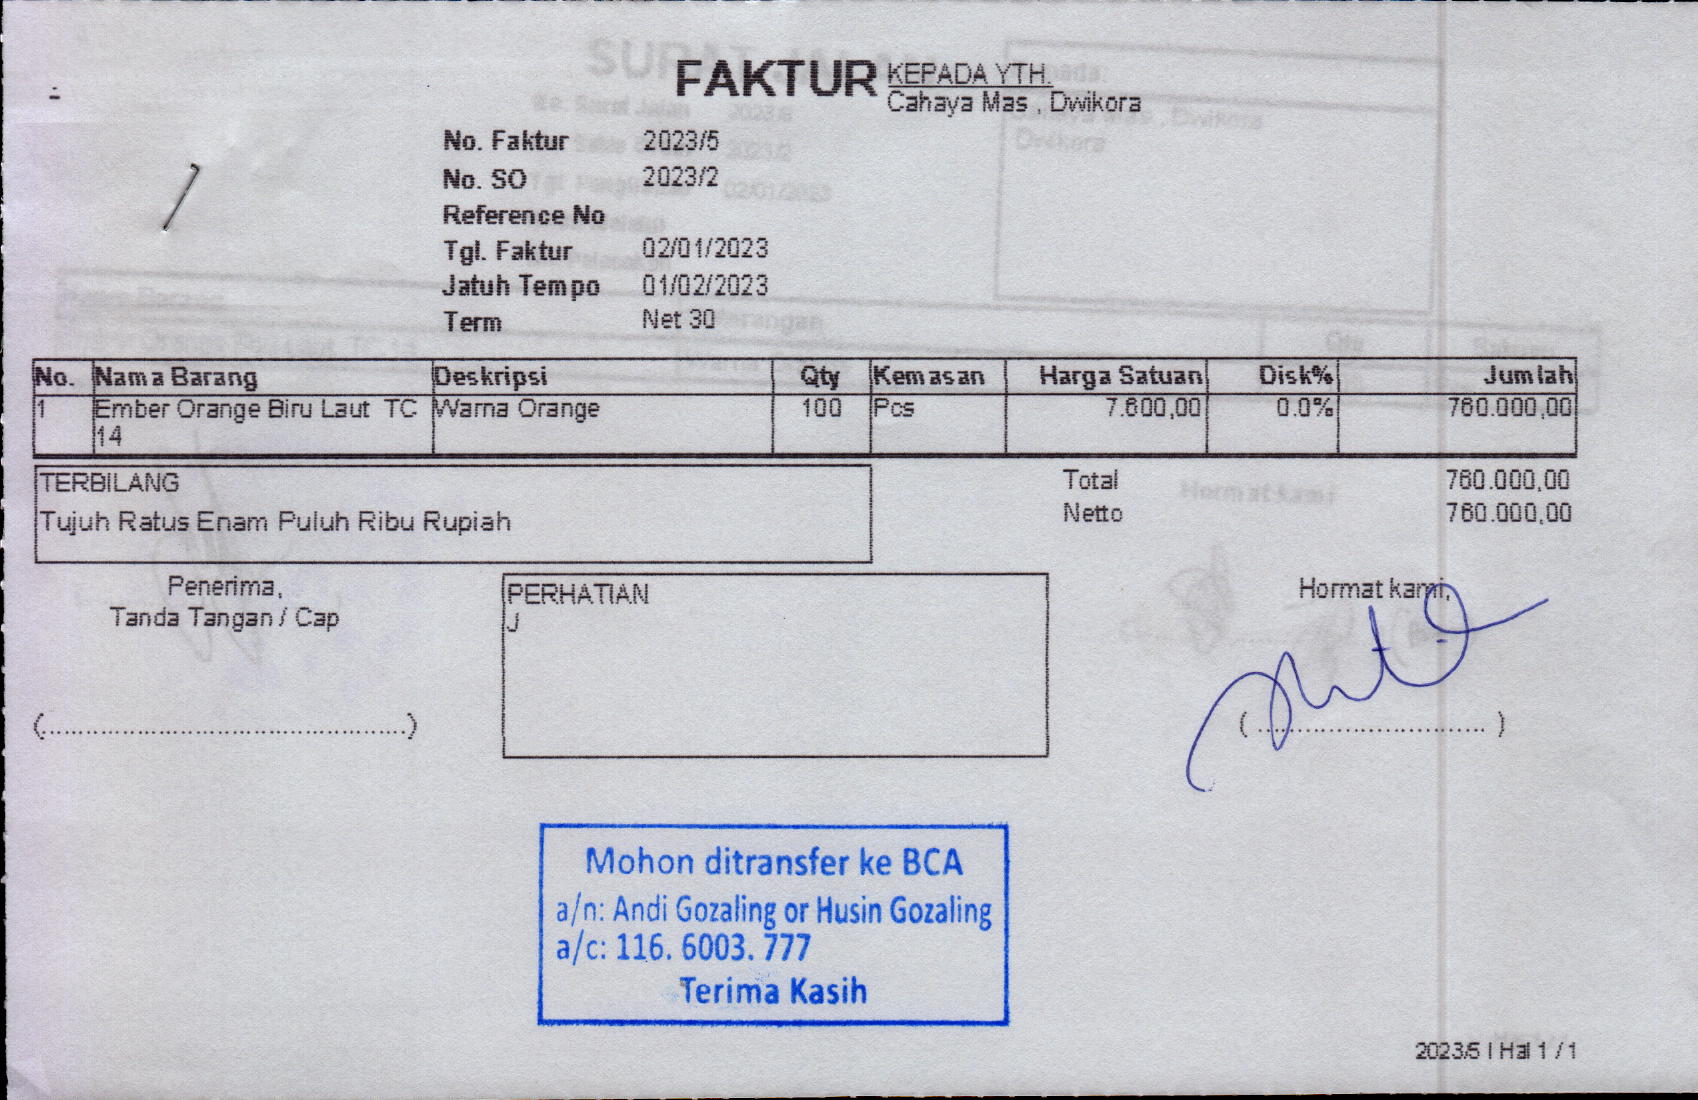 FAKTUR
KEPADA YTH.
Cahaya Mas , Dwikora
No. Faktur 2023/5
No. SO 2023/2
Reference No
Tgl. Faktur 02/01/2023
Jatuh Tempo 01/02/2023
Term Net 30
No. Nama Barang Deskripsi Qty Kemasan Harga Satuan Disk% Jumlah
1 Ember Orange Biru Laut TC Warna Orange 100 Pcs 7.600,00 0.0% 760.000,00
14
TERBILANG
Tujuh Ratus Enam Puluh Ribu Rupiah
Total 760.000,00
Netto 760.000,00
Penerima,
Tanda Tangan / Cap
PERHATIAN
J
Hormat kami,
Mohon ditransfer ke BCA
a/n: Andi Gozaling or Husin Gozaling
a/c: 116. 6003. 777
Terima Kasih
2023/5 | Hal 1 / 1